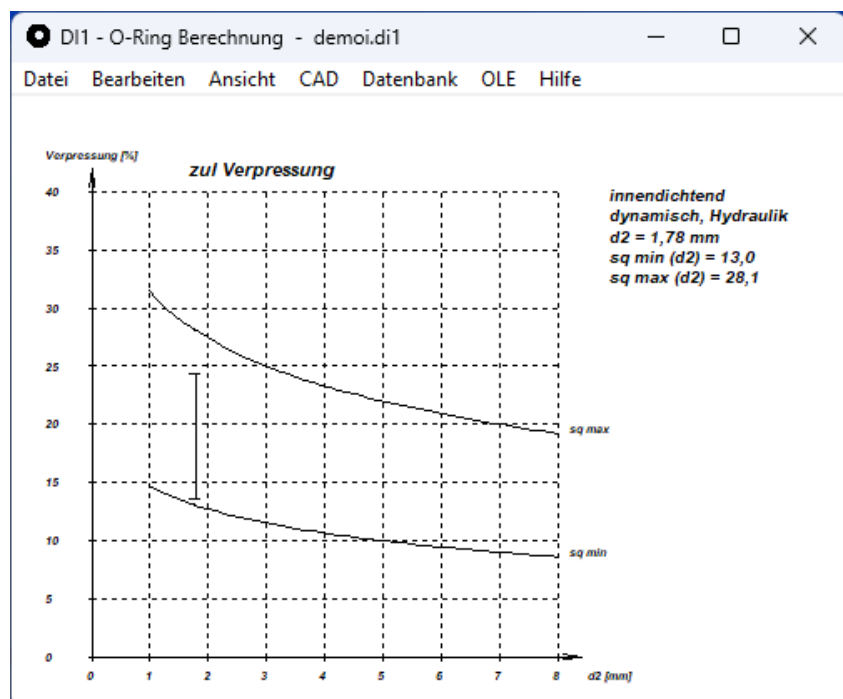 DI1 - O-Ring Berechnung - demoi.di1
Datei Bearbeiten Ansicht CAD Datenbank OLE Hilfe
Verpressung [%]
zul Verpressung
innendichtend
dynamisch, Hydraulik
d2 = 1,78 mm
sq min (d2) = 13,0
sq max (d2) = 28,1
40
35
30
25
20
15
10
5
0
sq max
sq min
0 1 2 3 4 5 6 7 8 d2 [mm]